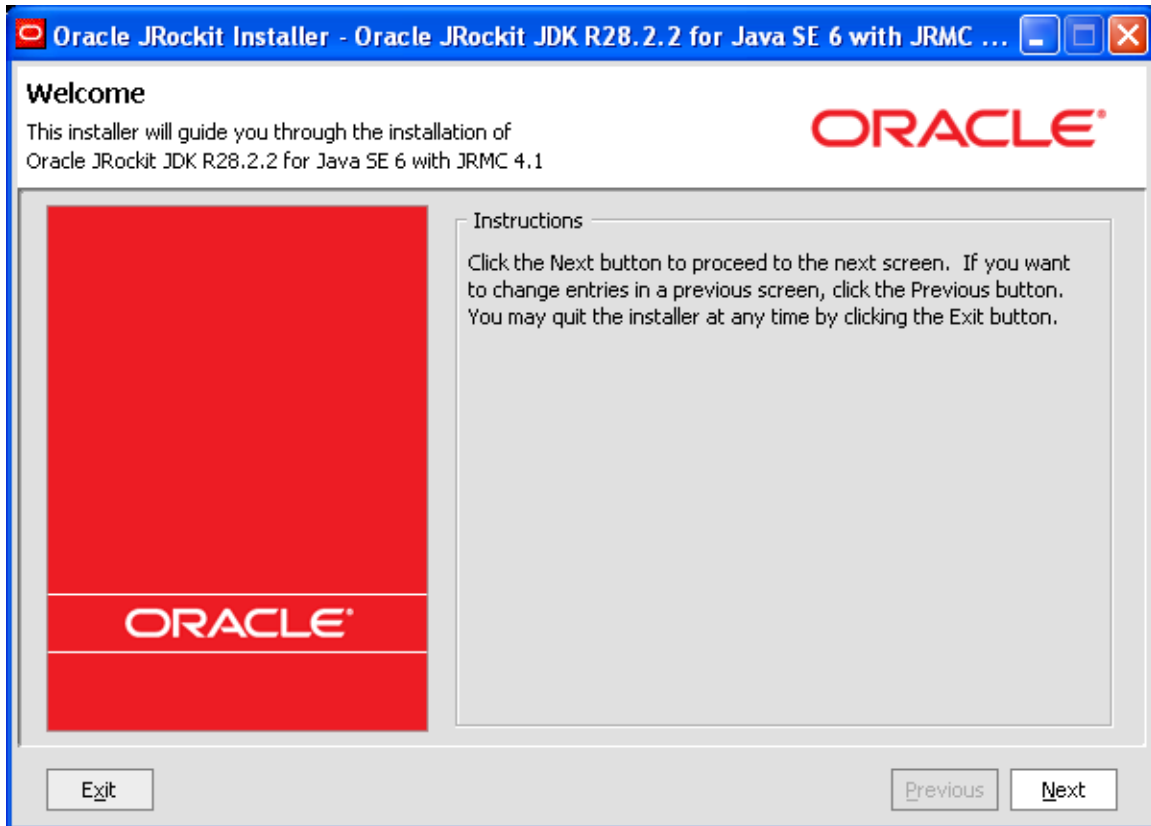 Oracle JRockit Installer - Oracle JRockit JDK R28.2.2 for Java SE 6 with JRMC ...
Welcome
This installer will guide you through the installation of
Oracle JRockit JDK R28.2.2 for Java SE 6 with JRMC 4.1
ORACLE®
Instructions
Click the Next button to proceed to the next screen.  If you want
to change entries in a previous screen, click the Previous button.
You may quit the installer at any time by clicking the Exit button.
ORACLE®
Exit
Previous
Next